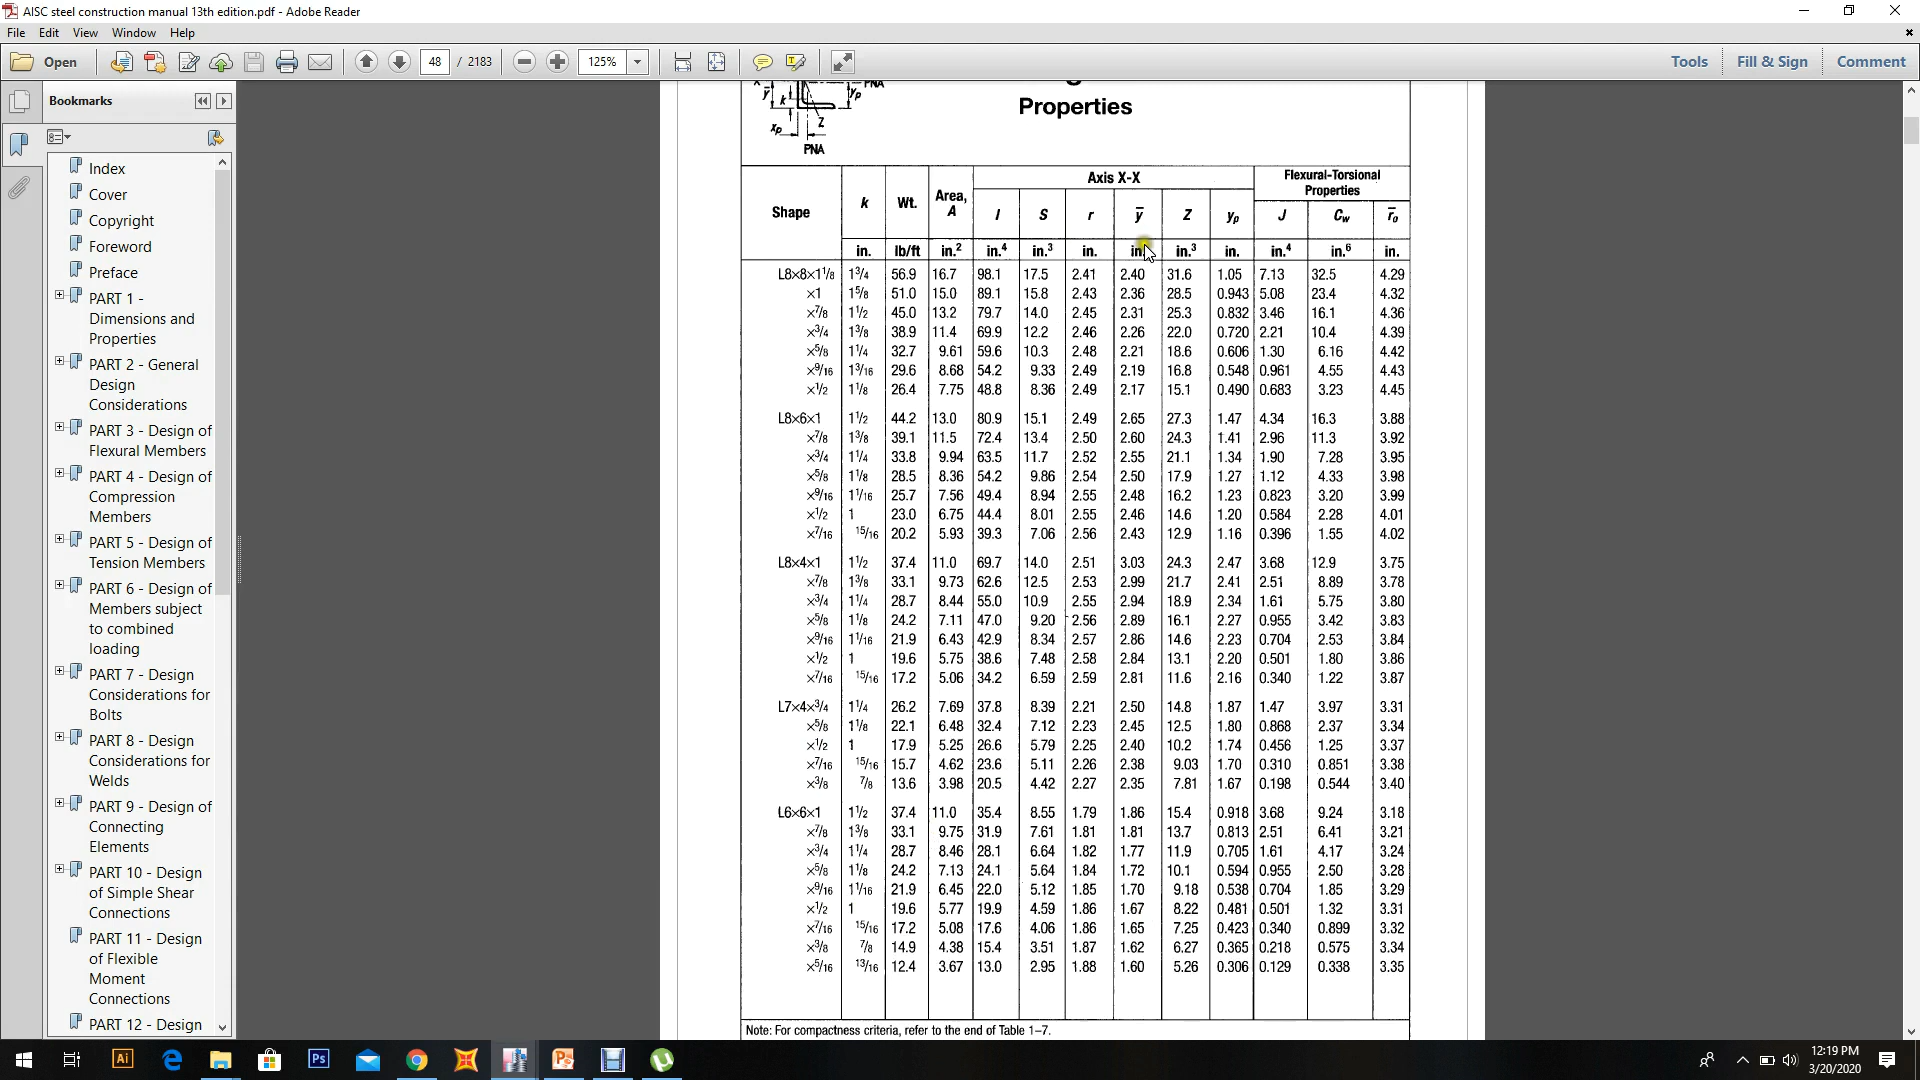 AISC steel construction manual 13th edition.pdf - Adobe Reader
File Edit View Window Help
Open 48 / 2183 125% Tools Fill & Sign Comment
Bookmarks
Index
Cover
Copyright
Foreword
Preface
PART 1 -
Dimensions and
Properties
PART 2 - General
Design
Considerations
PART 3 - Design of
Flexural Members
PART 4 - Design of
Compression
Members
PART 5 - Design of
Tension Members
PART 6 - Design of
Members subject
to combined
loading
PART 7 - Design
Considerations for
Bolts
PART 8 - Design
Considerations for
Welds
PART 9 - Design of
Connecting
Elements
PART 10 - Design
of Simple Shear
Connections
PART 11 - Design
of Flexible
Moment
Connections
PART 12 - Design
Properties
ȳ k yp
xp Z
PNA
Shape k Wt. Area, A Axis X-X Flexural-Torsional Properties
I S r ȳ Z yp J Cw r̄o
in. lb/ft in.² in.⁴ in.³ in. in. in.³ in. in.⁴ in.⁶ in.
L8×8×1 1/8 1 3/4 56.9 16.7 98.1 17.5 2.41 2.40 31.6 1.05 7.13 32.5 4.29
×1 1 5/8 51.0 15.0 89.1 15.8 2.43 2.36 28.5 0.943 5.08 23.4 4.32
×7/8 1 1/2 45.0 13.2 79.7 14.0 2.45 2.31 25.3 0.832 3.46 16.1 4.36
×3/4 1 3/8 38.9 11.4 69.9 12.2 2.46 2.26 22.0 0.720 2.21 10.4 4.39
×5/8 1 1/4 32.7 9.61 59.6 10.3 2.48 2.21 18.6 0.606 1.30 6.16 4.42
×9/16 1 3/16 29.6 8.68 54.2 9.33 2.49 2.19 16.8 0.548 0.961 4.55 4.43
×1/2 1 1/8 26.4 7.75 48.8 8.36 2.49 2.17 15.1 0.490 0.683 3.23 4.45
L8×6×1 1 1/2 44.2 13.0 80.9 15.1 2.49 2.65 27.3 1.47 4.34 16.3 3.88
×7/8 1 3/8 39.1 11.5 72.4 13.4 2.50 2.60 24.3 1.41 2.96 11.3 3.92
×3/4 1 1/4 33.8 9.94 63.5 11.7 2.52 2.55 21.1 1.34 1.90 7.28 3.95
×5/8 1 1/8 28.5 8.36 54.2 9.86 2.54 2.50 17.9 1.27 1.12 4.33 3.98
×9/16 1 1/16 25.7 7.56 49.4 8.94 2.55 2.48 16.2 1.23 0.823 3.20 3.99
×1/2 1 23.0 6.75 44.4 8.01 2.55 2.46 14.6 1.20 0.584 2.28 4.01
×7/16 15/16 20.2 5.93 39.3 7.06 2.56 2.43 12.9 1.16 0.396 1.55 4.02
L8×4×1 1 1/2 37.4 11.0 69.7 14.0 2.51 3.03 24.3 2.47 3.68 12.9 3.75
×7/8 1 3/8 33.1 9.73 62.6 12.5 2.53 2.99 21.7 2.41 2.51 8.89 3.78
×3/4 1 1/4 28.7 8.44 55.0 10.9 2.55 2.94 18.9 2.34 1.61 5.75 3.80
×5/8 1 1/8 24.2 7.11 47.0 9.20 2.56 2.89 16.1 2.27 0.955 3.42 3.83
×9/16 1 1/16 21.9 6.43 42.9 8.34 2.57 2.86 14.6 2.23 0.704 2.53 3.84
×1/2 1 19.6 5.75 38.6 7.48 2.58 2.84 13.1 2.20 0.501 1.80 3.86
×7/16 15/16 17.2 5.06 34.2 6.59 2.59 2.81 11.6 2.16 0.340 1.22 3.87
L7×4×3/4 1 1/4 26.2 7.69 37.8 8.39 2.21 2.50 14.8 1.87 1.47 3.97 3.31
×5/8 1 1/8 22.1 6.48 32.4 7.12 2.23 2.45 12.5 1.80 0.868 2.37 3.34
×1/2 1 17.9 5.25 26.6 5.79 2.25 2.40 10.2 1.74 0.456 1.25 3.37
×7/16 15/16 15.7 4.62 23.6 5.11 2.26 2.38 9.03 1.70 0.310 0.851 3.38
×3/8 7/8 13.6 3.98 20.5 4.42 2.27 2.35 7.81 1.67 0.198 0.544 3.40
L6×6×1 1 1/2 37.4 11.0 35.4 8.55 1.79 1.86 15.4 0.918 3.68 9.24 3.18
×7/8 1 3/8 33.1 9.75 31.9 7.61 1.81 1.81 13.7 0.813 2.51 6.41 3.21
×3/4 1 1/4 28.7 8.46 28.1 6.64 1.82 1.77 11.9 0.705 1.61 4.17 3.24
×5/8 1 1/8 24.2 7.13 24.1 5.64 1.84 1.72 10.1 0.594 0.955 2.50 3.28
×9/16 1 1/16 21.9 6.45 22.0 5.12 1.85 1.70 9.18 0.538 0.704 1.85 3.29
×1/2 1 19.6 5.77 19.9 4.59 1.86 1.67 8.22 0.481 0.501 1.32 3.31
×7/16 15/16 17.2 5.08 17.6 4.06 1.86 1.65 7.25 0.423 0.340 0.899 3.32
×3/8 7/8 14.9 4.38 15.4 3.51 1.87 1.62 6.27 0.365 0.218 0.575 3.34
×5/16 13/16 12.4 3.67 13.0 2.95 1.88 1.60 5.26 0.306 0.129 0.338 3.35
Note: For compactness criteria, refer to the end of Table 1–7.
Ai Ps
12:19 PM
3/20/2020